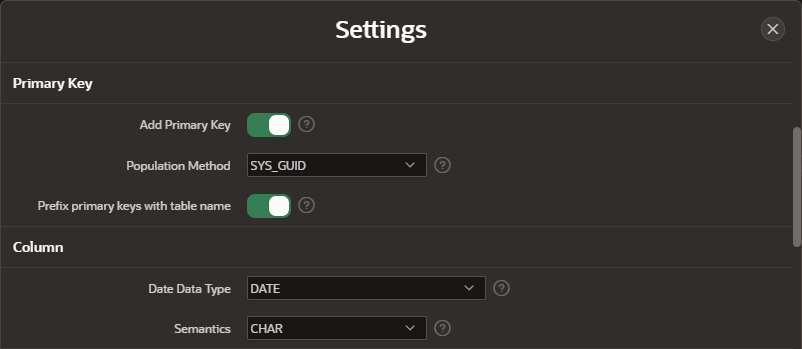 Settings
Primary Key
Add Primary Key ?
Population Method SYS_GUID ?
Prefix primary keys with table name ?
Column
Date Data Type DATE ?
Semantics CHAR ?